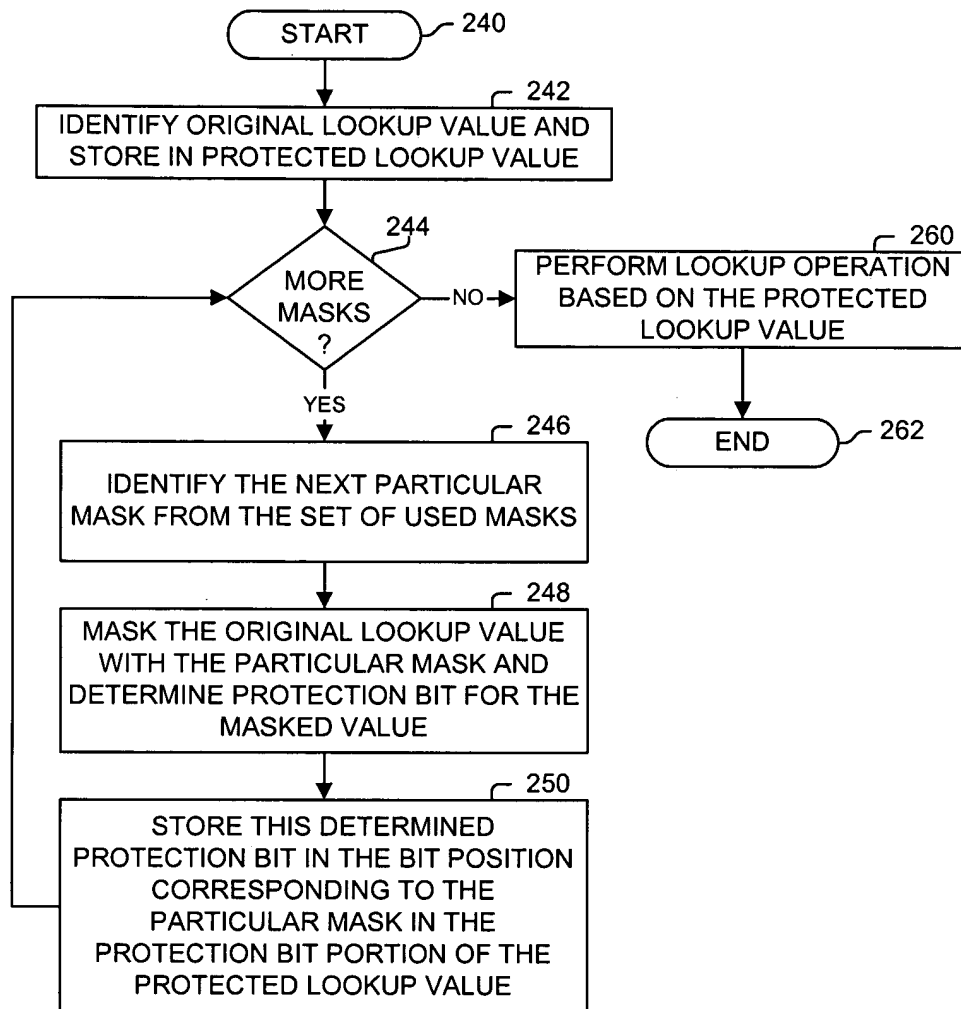 START
240
242
IDENTIFY ORIGINAL LOOKUP VALUE AND
STORE IN PROTECTED LOOKUP VALUE
244
MORE
MASKS
?
NO
YES
260
PERFORM LOOKUP OPERATION
BASED ON THE PROTECTED
LOOKUP VALUE
END
262
246
IDENTIFY THE NEXT PARTICULAR
MASK FROM THE SET OF USED MASKS
248
MASK THE ORIGINAL LOOKUP VALUE
WITH THE PARTICULAR MASK AND
DETERMINE PROTECTION BIT FOR THE
MASKED VALUE
250
STORE THIS DETERMINED
PROTECTION BIT IN THE BIT POSITION
CORRESPONDING TO THE
PARTICULAR MASK IN THE
PROTECTION BIT PORTION OF THE
PROTECTED LOOKUP VALUE